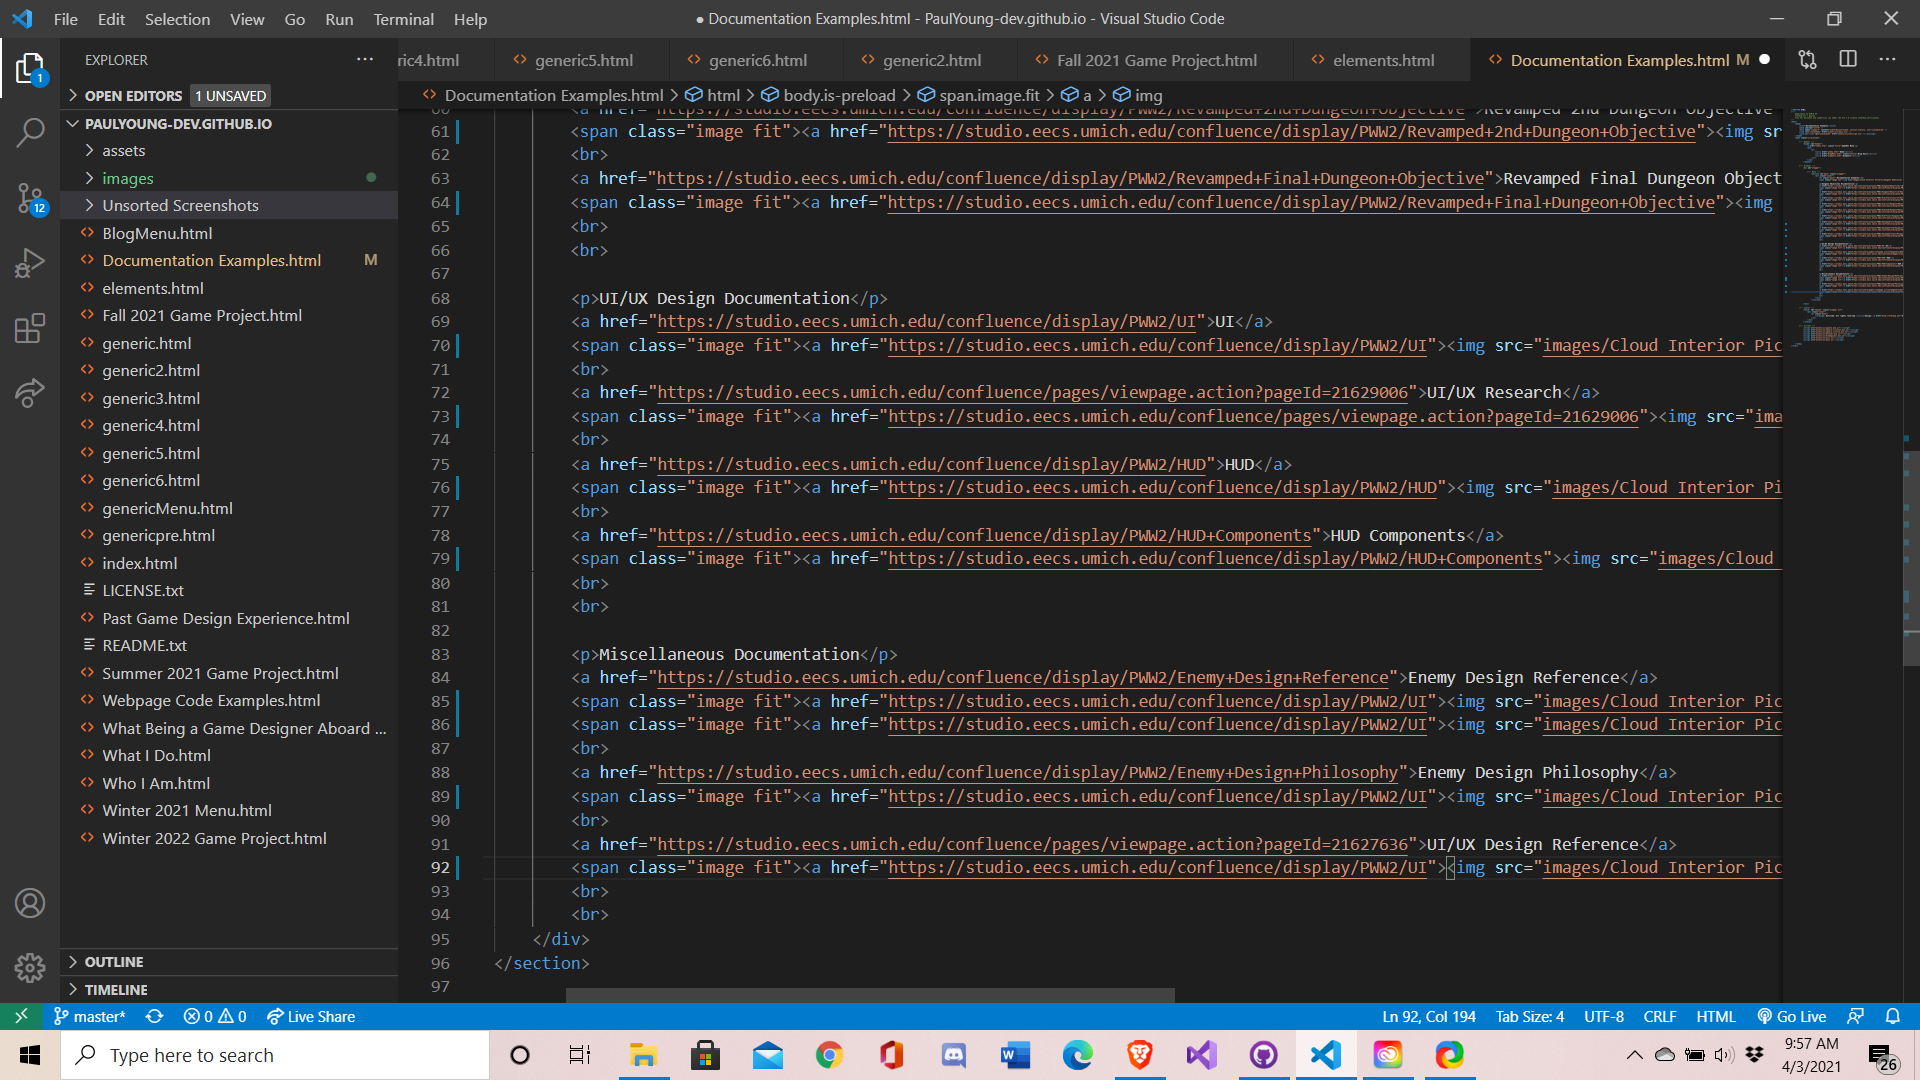 File Edit Selection View Go Run Terminal Help
● Documentation Examples.html - PaulYoung-dev.github.io - Visual Studio Code
EXPLORER
ric4.html generic5.html generic6.html generic2.html Fall 2021 Game Project.html elements.html Documentation Examples.html M
OPEN EDITORS 1 UNSAVED
Documentation Examples.html > html > body.is-preload > span.image.fit > a > img
PAULYOUNG-DEV.GITHUB.IO
assets
images
Unsorted Screenshots
BlogMenu.html
Documentation Examples.html M
elements.html
Fall 2021 Game Project.html
generic.html
generic2.html
generic3.html
generic4.html
generic5.html
generic6.html
genericMenu.html
genericpre.html
index.html
LICENSE.txt
Past Game Design Experience.html
README.txt
Summer 2021 Game Project.html
Webpage Code Examples.html
What Being a Game Designer Aboard ...
What I Do.html
Who I Am.html
Winter 2021 Menu.html
Winter 2022 Game Project.html
OUTLINE
TIMELINE
1
12
60 <a href="https://studio.eecs.umich.edu/confluence/display/PWW2/Revamped+2nd+Dungeon+Objective">Revamped 2nd Dungeon Objective
61 <span class="image fit"><a href="https://studio.eecs.umich.edu/confluence/display/PWW2/Revamped+2nd+Dungeon+Objective"><img sr
62 <br>
63 <a href="https://studio.eecs.umich.edu/confluence/display/PWW2/Revamped+Final+Dungeon+Objective">Revamped Final Dungeon Object
64 <span class="image fit"><a href="https://studio.eecs.umich.edu/confluence/display/PWW2/Revamped+Final+Dungeon+Objective"><img
65 <br>
66 <br>
67
68 <p>UI/UX Design Documentation</p>
69 <a href="https://studio.eecs.umich.edu/confluence/display/PWW2/UI">UI</a>
70 <span class="image fit"><a href="https://studio.eecs.umich.edu/confluence/display/PWW2/UI"><img src="images/Cloud Interior Pic
71 <br>
72 <a href="https://studio.eecs.umich.edu/confluence/pages/viewpage.action?pageId=21629006">UI/UX Research</a>
73 <span class="image fit"><a href="https://studio.eecs.umich.edu/confluence/pages/viewpage.action?pageId=21629006"><img src="ima
74 <br>
75 <a href="https://studio.eecs.umich.edu/confluence/display/PWW2/HUD">HUD</a>
76 <span class="image fit"><a href="https://studio.eecs.umich.edu/confluence/display/PWW2/HUD"><img src="images/Cloud Interior Pi
77 <br>
78 <a href="https://studio.eecs.umich.edu/confluence/display/PWW2/HUD+Components">HUD Components</a>
79 <span class="image fit"><a href="https://studio.eecs.umich.edu/confluence/display/PWW2/HUD+Components"><img src="images/Cloud
80 <br>
81 <br>
82
83 <p>Miscellaneous Documentation</p>
84 <a href="https://studio.eecs.umich.edu/confluence/display/PWW2/Enemy+Design+Reference">Enemy Design Reference</a>
85 <span class="image fit"><a href="https://studio.eecs.umich.edu/confluence/display/PWW2/UI"><img src="images/Cloud Interior Pic
86 <span class="image fit"><a href="https://studio.eecs.umich.edu/confluence/display/PWW2/UI"><img src="images/Cloud Interior Pic
87 <br>
88 <a href="https://studio.eecs.umich.edu/confluence/display/PWW2/Enemy+Design+Philosophy">Enemy Design Philosophy</a>
89 <span class="image fit"><a href="https://studio.eecs.umich.edu/confluence/display/PWW2/UI"><img src="images/Cloud Interior Pic
90 <br>
91 <a href="https://studio.eecs.umich.edu/confluence/pages/viewpage.action?pageId=21627636">UI/UX Design Reference</a>
92 <span class="image fit"><a href="https://studio.eecs.umich.edu/confluence/display/PWW2/UI"><img src="images/Cloud Interior Pic
93 <br>
94 <br>
95 </div>
96 </section>
97
master* 0 0 Live Share Ln 92, Col 194 Tab Size: 4 UTF-8 CRLF HTML Go Live
Type here to search
9:57 AM
4/3/2021
26